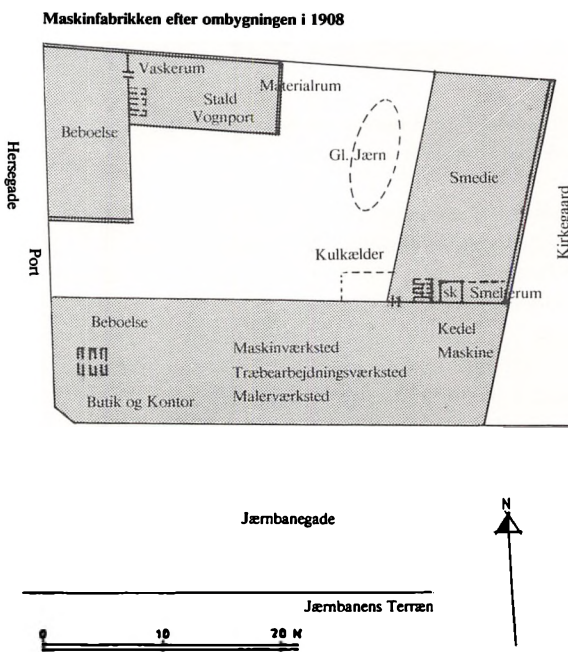 Maskinfabrikken efter ombygningen i 1908
Vaskerum
Materialrum
Stald
Vognport
Beboelse
Gl. Jærn
Smedie
Hersegade
Port
Kirkegaard
Kulkælder
sk
Smelterum
Beboelse
Kedel
Maskine
Maskinværksted
Træbearbejdningsværksted
Malerværksted
Butik og Kontor
N
Jærnbanegade
Jærnbanens Terræn
0 10 20 M